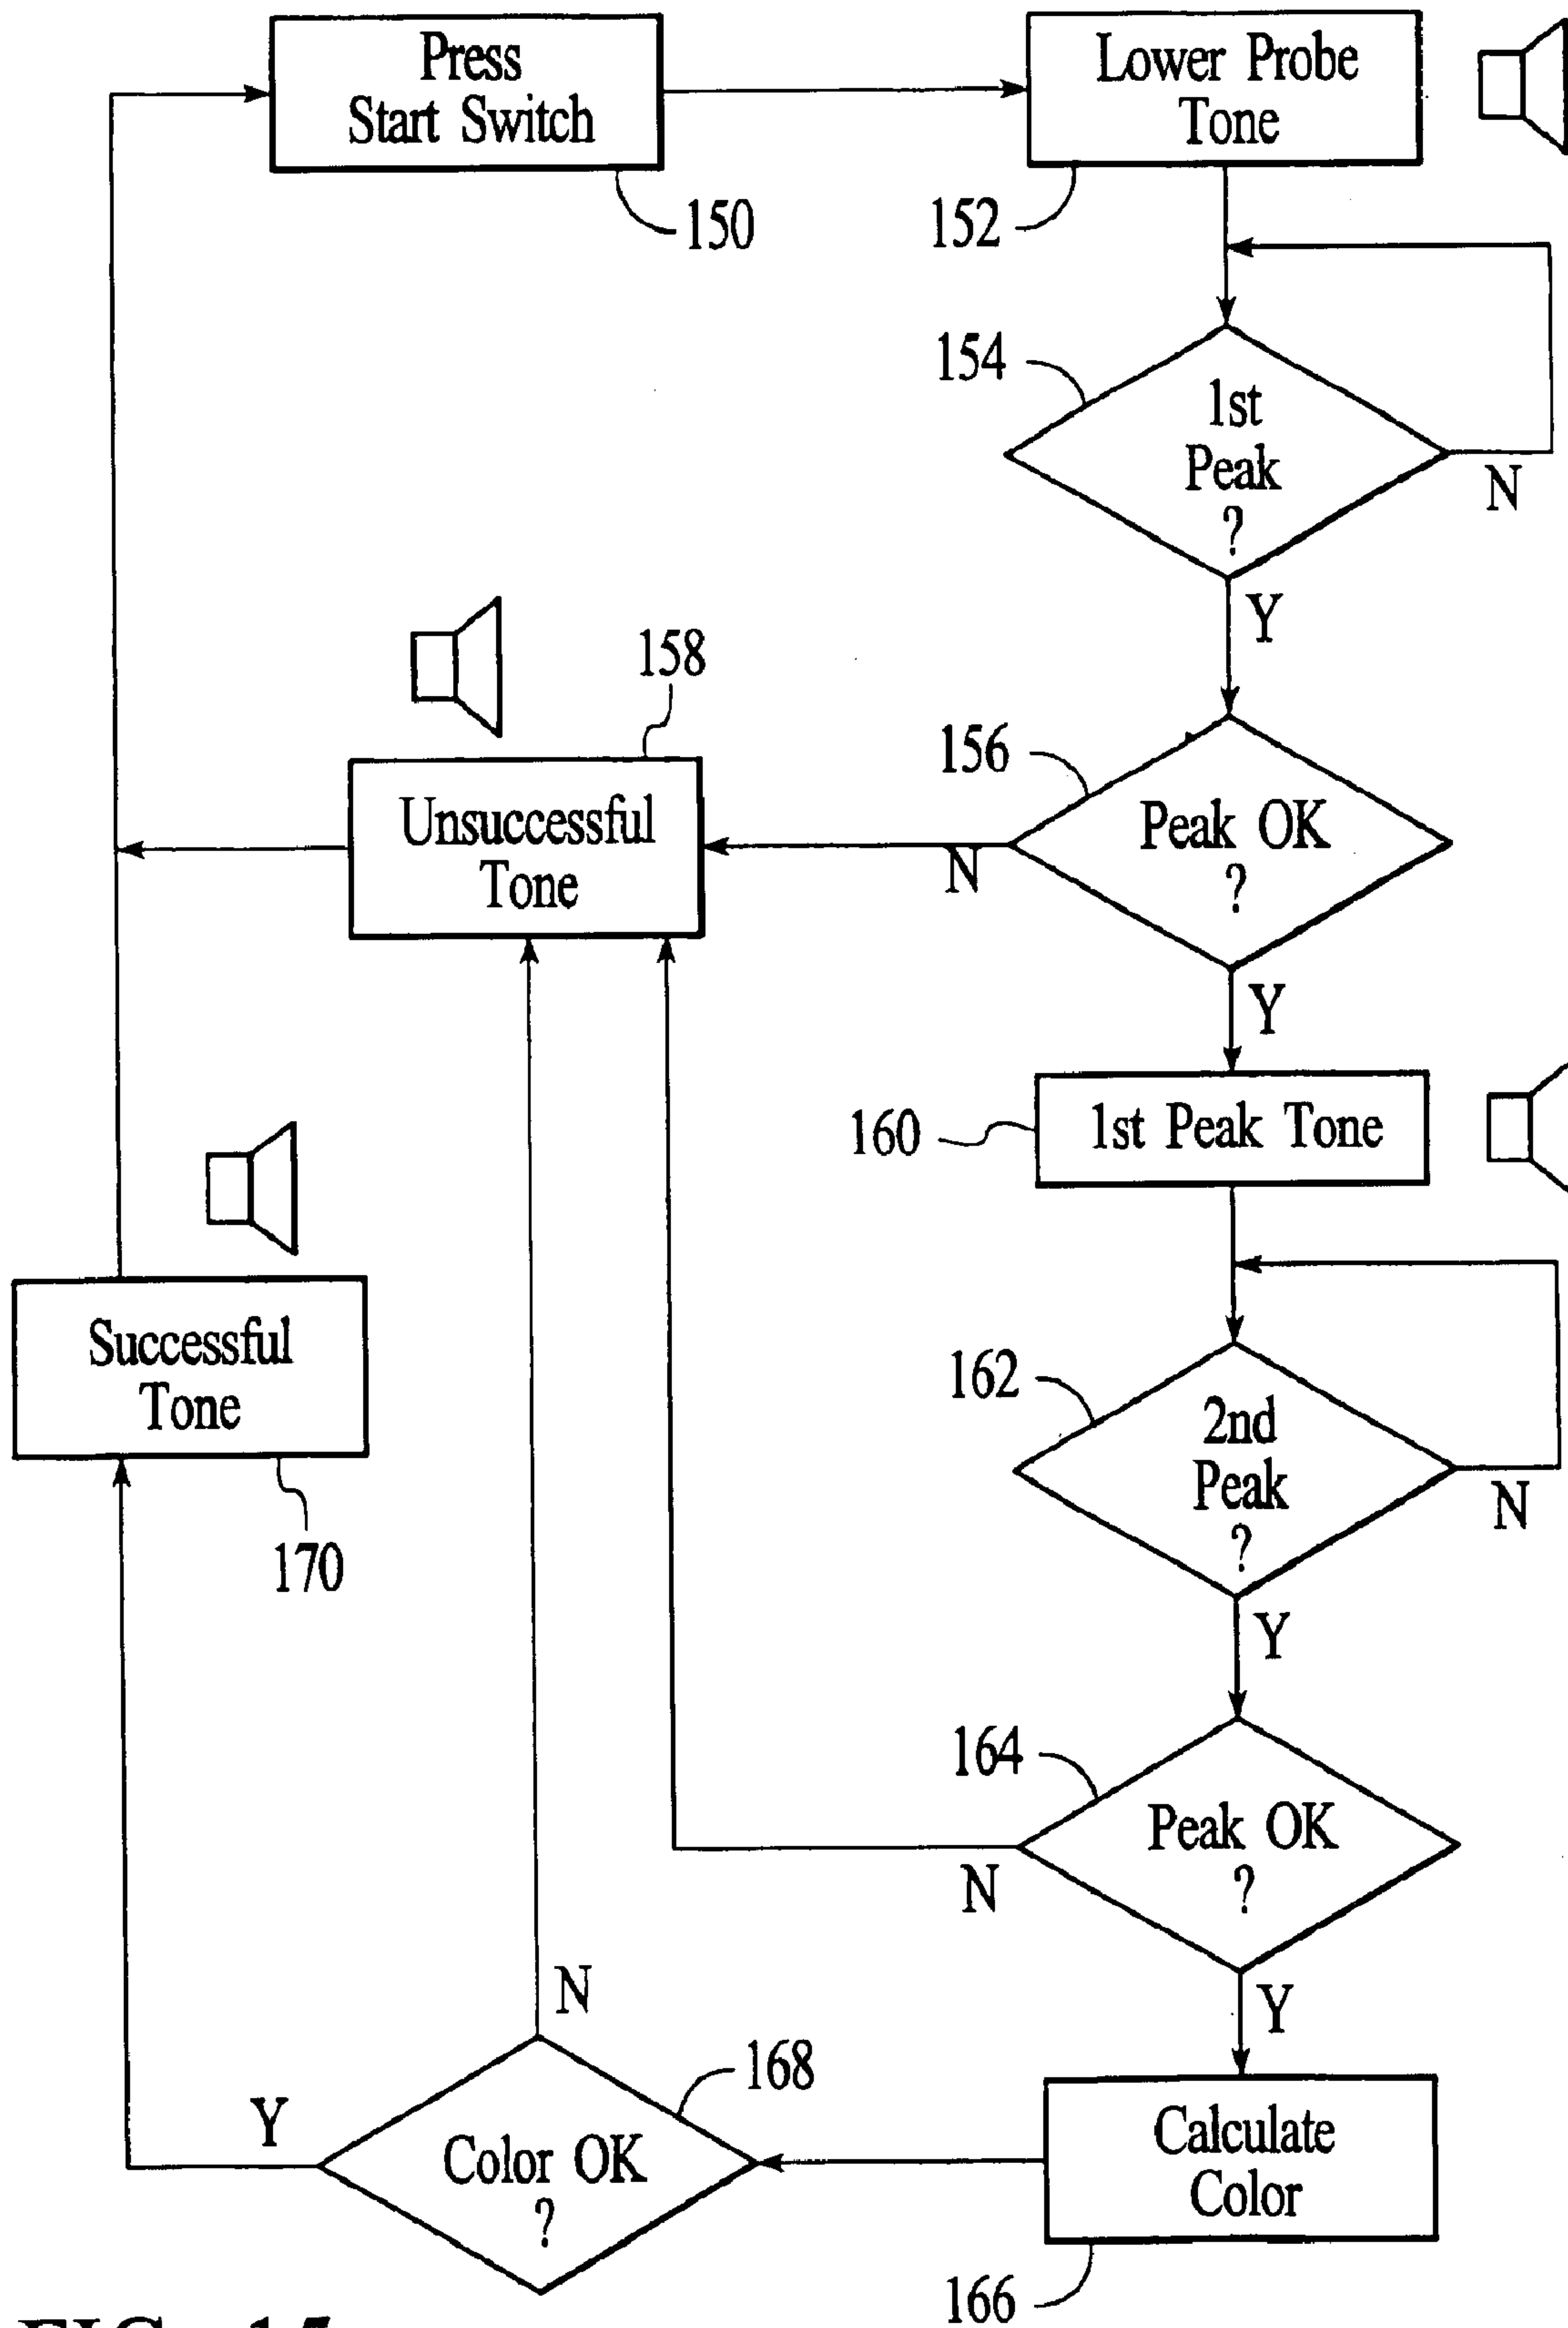 Press
Start Switch
150
Lower Probe
Tone
152
154
1st
Peak
?
N
Y
158
Unsuccessful
Tone
156
Peak OK
?
N
Y
160
1st Peak Tone
Successful
Tone
170
162
2nd
Peak
?
N
Y
164
Peak OK
?
N
Y
168
Color OK
?
N
Y
Calculate
Color
166